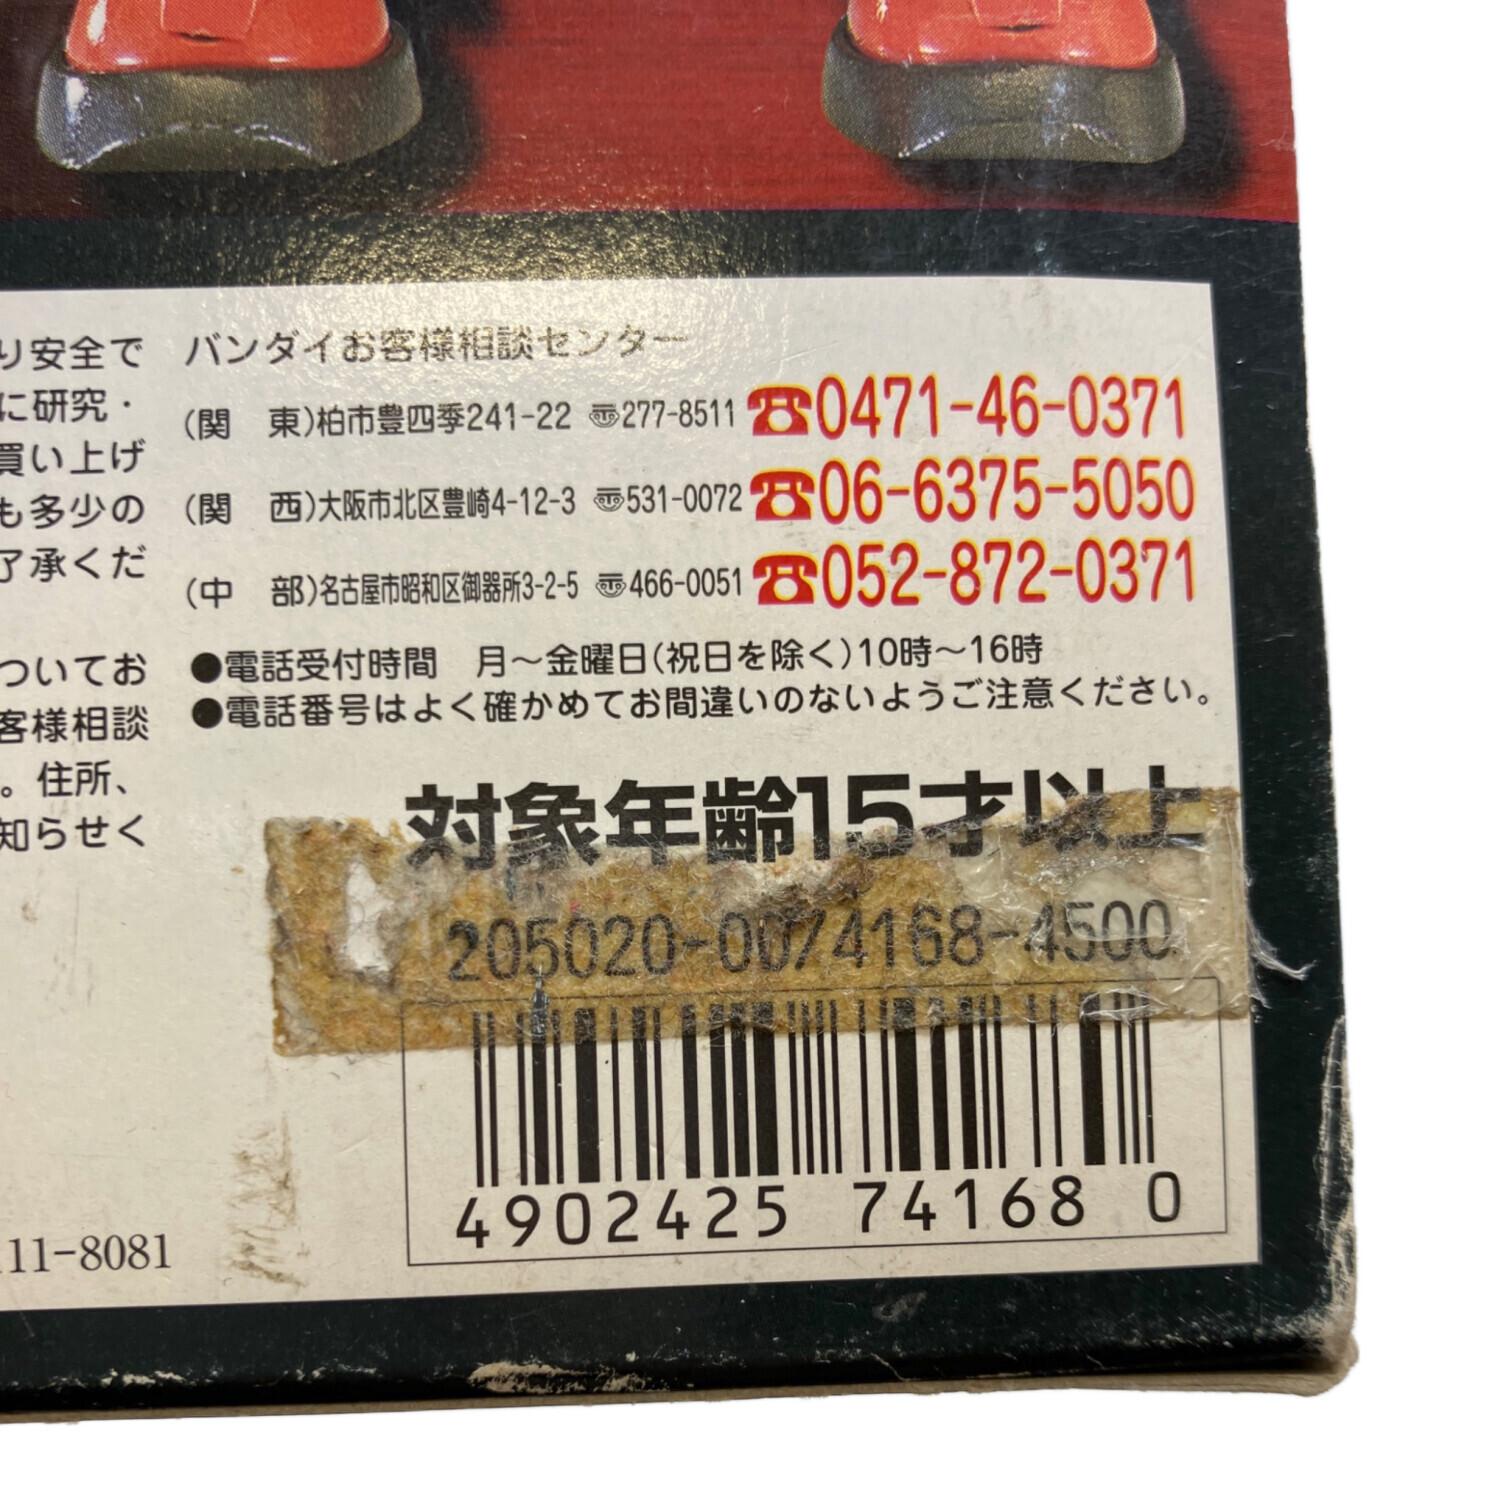 り安全で
に研究・
買い上げ
も多少の
了承くだ
ついてお
客様相談
。住所、
知らせく
11-8081
バンダイお客様相談センター
(関　東)柏市豊四季241-22 〠277-8511 ☎0471-46-0371
(関　西)大阪市北区豊崎4-12-3 〠531-0072 ☎06-6375-5050
(中　部)名古屋市昭和区御器所3-2-5 〠466-0051 ☎052-872-0371
●電話受付時間　月〜金曜日(祝日を除く)10時〜16時
●電話番号はよく確かめてお間違いのないようご注意ください。
対象年齢15才以上
205020-0074168-4500
4902425 74168 0